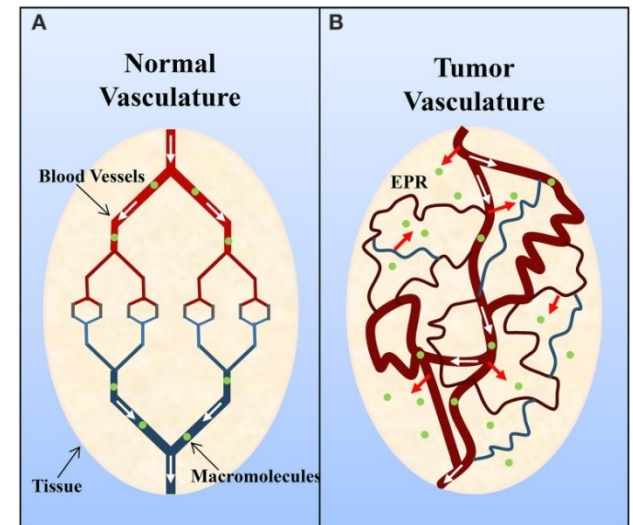 A
Normal
Vasculature
Blood Vessels
Tissue
Macromolecules
B
Tumor
Vasculature
EPR